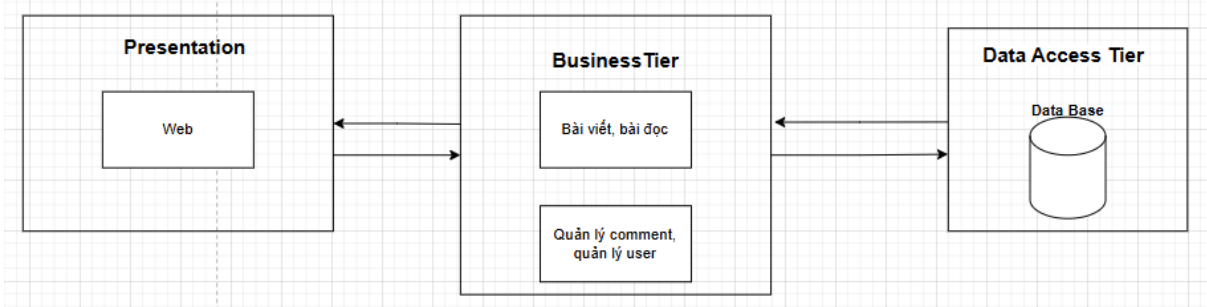 Presentation
Web
BusinessTier
Bài viết, bài đọc
Quản lý comment,
quản lý user
Data Access Tier
Data Base